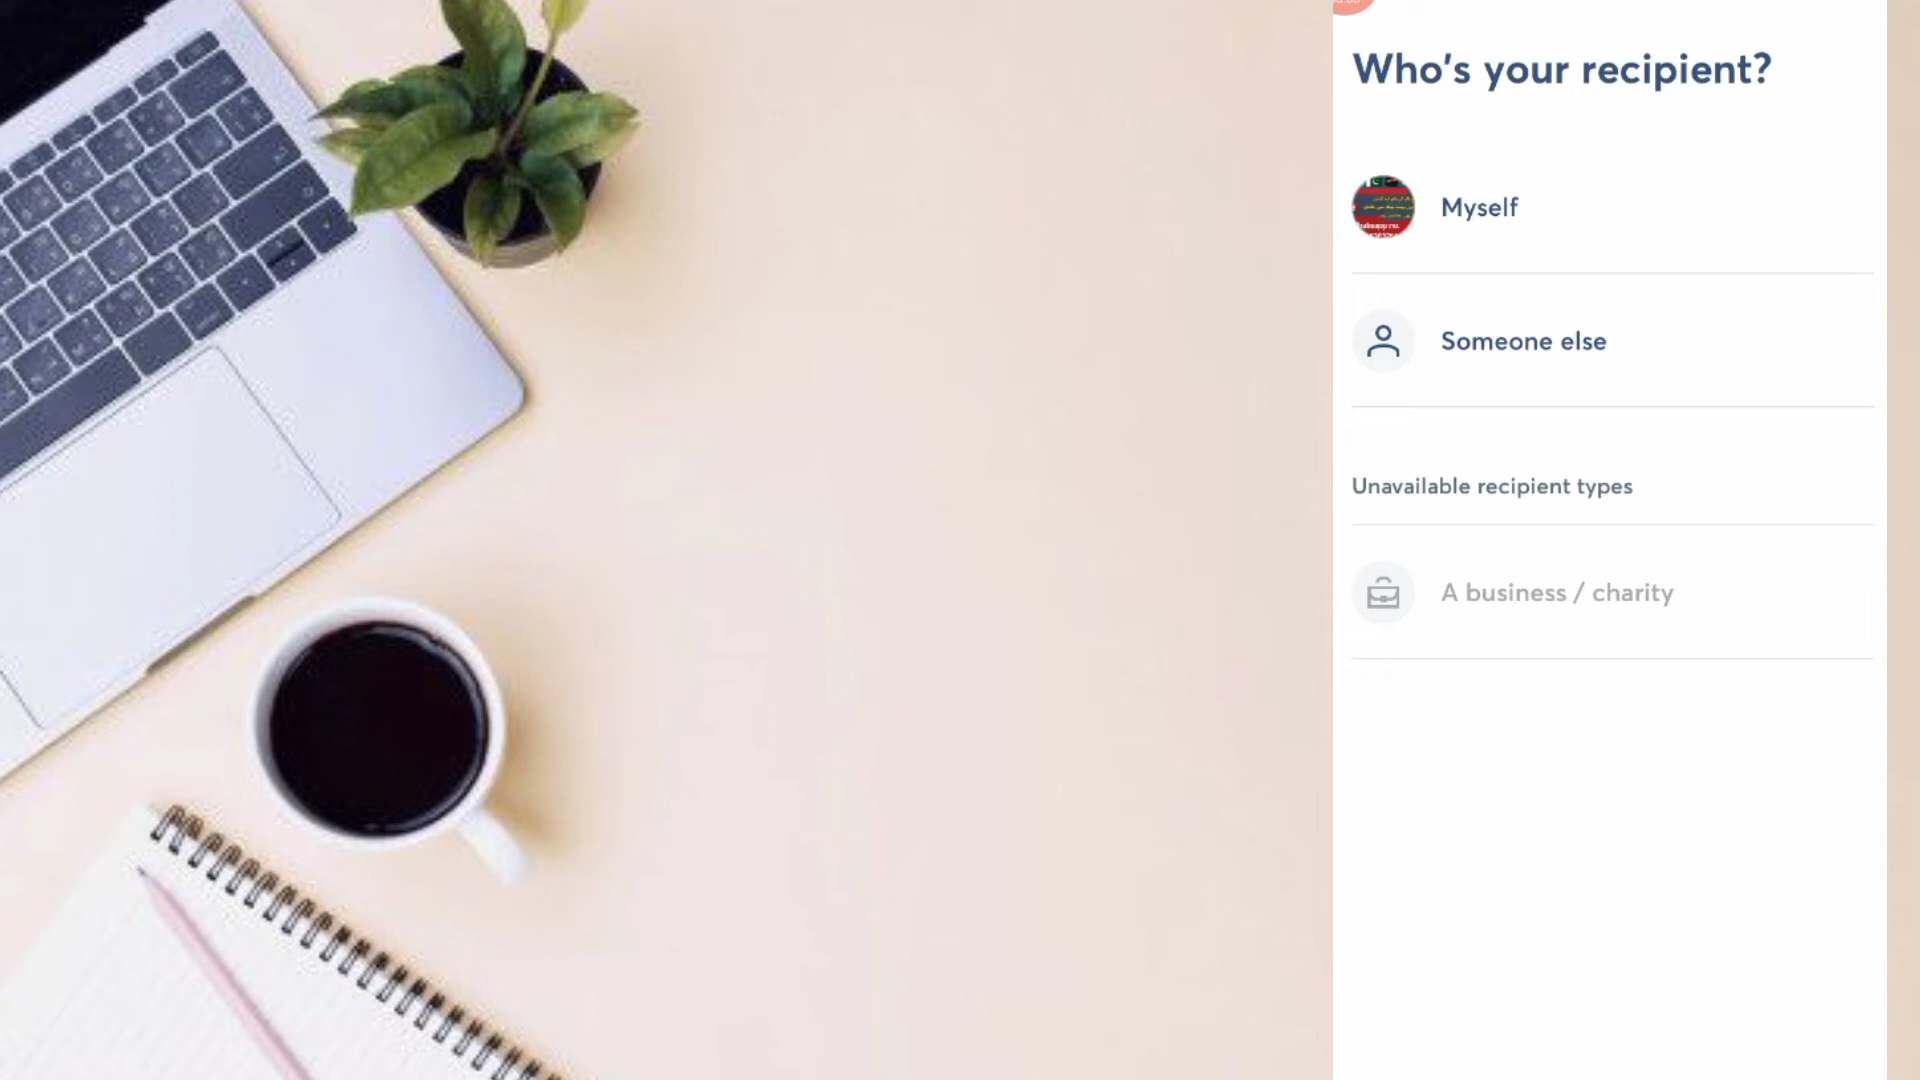 Who's your recipient?
Myself
Someone else
Unavailable recipient types
A business / charity